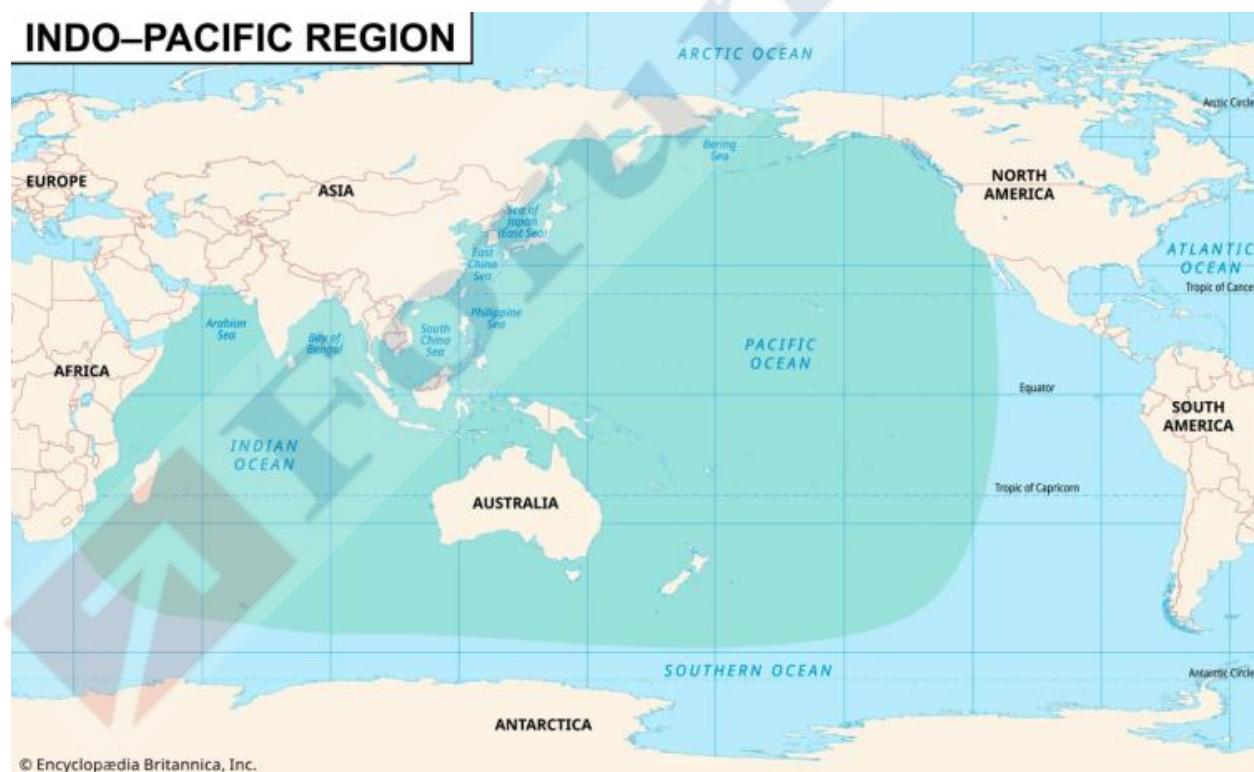 INDO–PACIFIC REGION
ARCTIC OCEAN
Arctic Circle
Bering
Sea
EUROPE
ASIA
NORTH
AMERICA
Sea of
Japan
(East Sea)
East
China
Sea
ATLANTIC
OCEAN
Tropic of Cancer
Arabian
Sea
Bay of
Bengal
South
China
Sea
Philippine
Sea
PACIFIC
OCEAN
AFRICA
Equator
SOUTH
AMERICA
INDIAN
OCEAN
AUSTRALIA
Tropic of Capricorn
SOUTHERN OCEAN
Antarctic Circle
ANTARCTICA
© Encyclopædia Britannica, Inc.
Forum